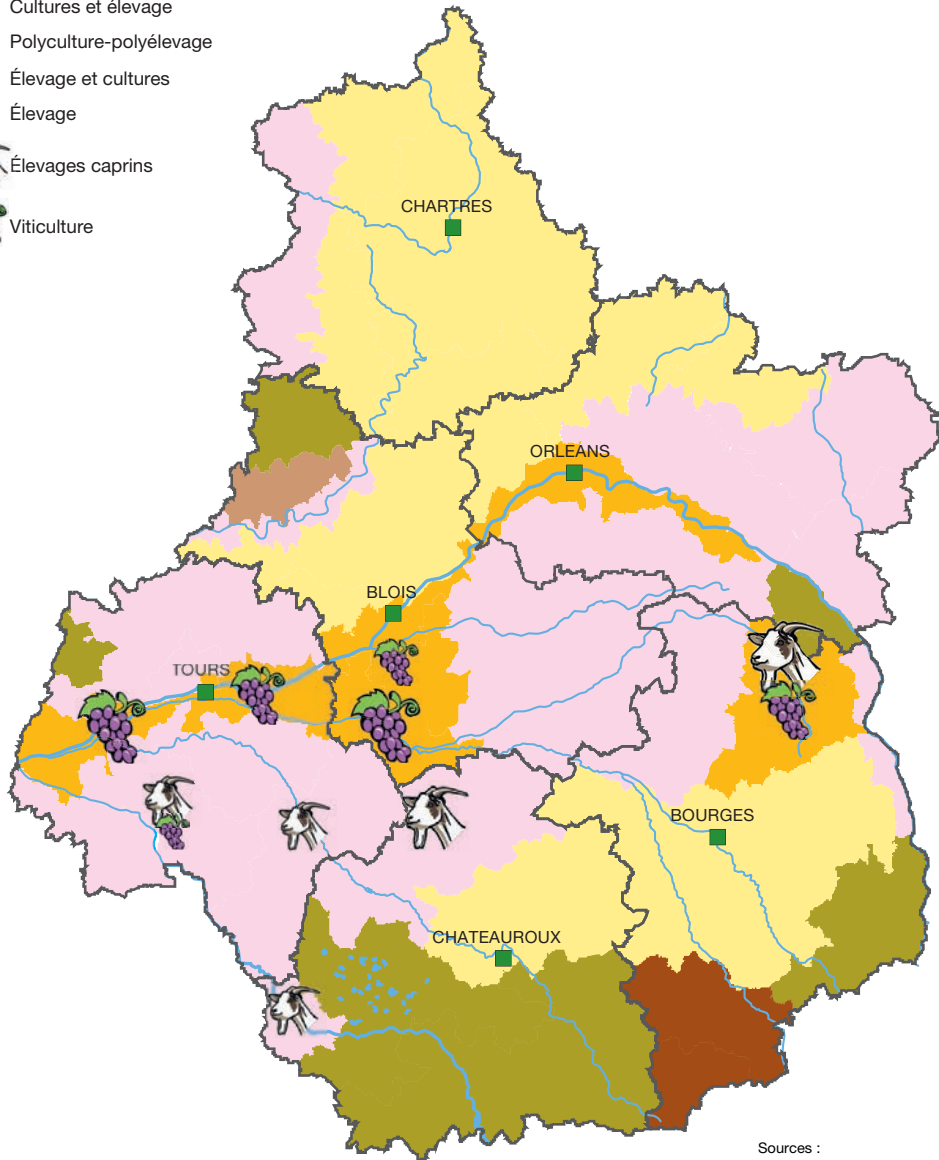 Cultures et élevage
Polyculture-polyélevage
Élevage et cultures
Élevage
Élevages caprins
Viticulture
CHARTRES
ORLEANS
BLOIS
TOURS
BOURGES
CHATEAUROUX
Sources :